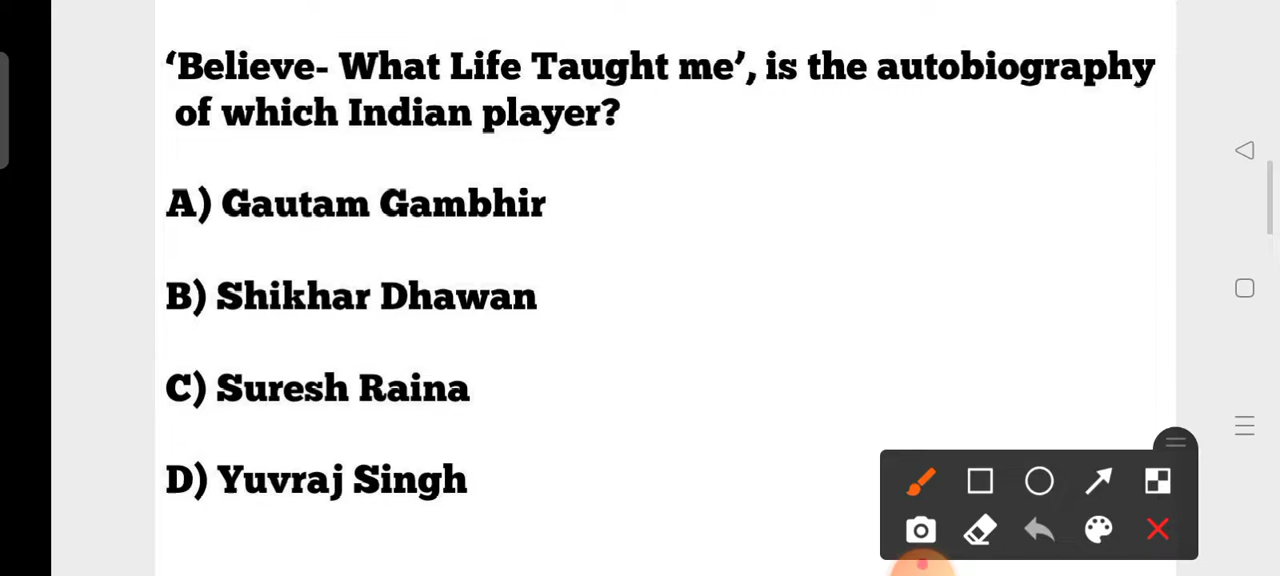 ‘Believe- What Life Taught me’, is the autobiography
of which Indian player?
A) Gautam Gambhir
B) Shikhar Dhawan
C) Suresh Raina
D) Yuvraj Singh